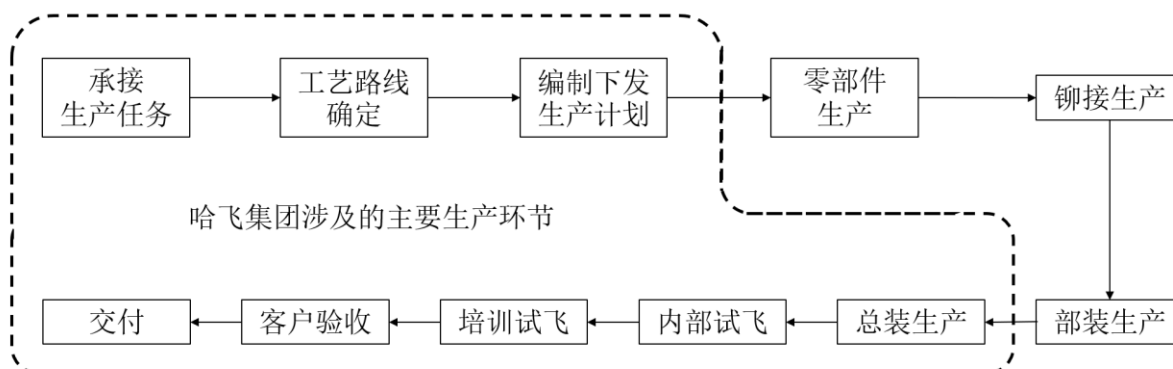 承接
生产任务
工艺路线
确定
编制下发
生产计划
零部件
生产
铆接生产
哈飞集团涉及的主要生产环节
交付
客户验收
培训试飞
内部试飞
总装生产
部装生产